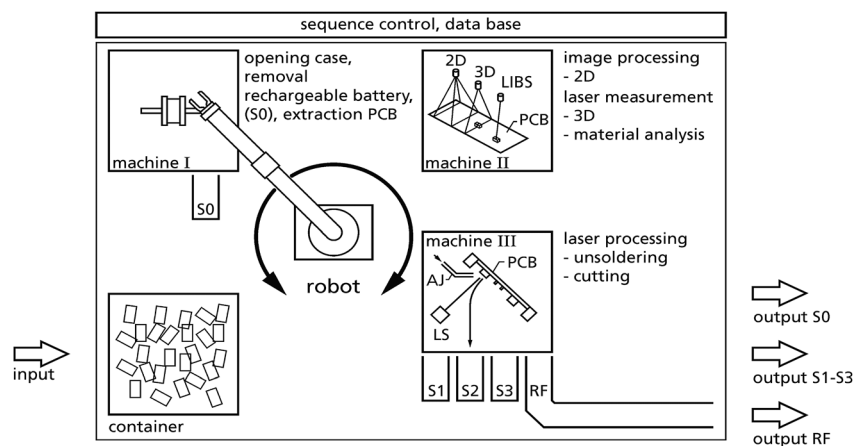 sequence control, data base
opening case,
removal
rechargeable battery,
(S0), extraction PCB
machine I
S0
robot
2D
3D
LIBS
PCB
machine II
image processing
- 2D
laser measurement
- 3D
- material analysis
machine III
PCB
AJ
LS
laser processing
- unsoldering
- cutting
S1
S2
S3
RF
input
container
output S0
output S1-S3
output RF